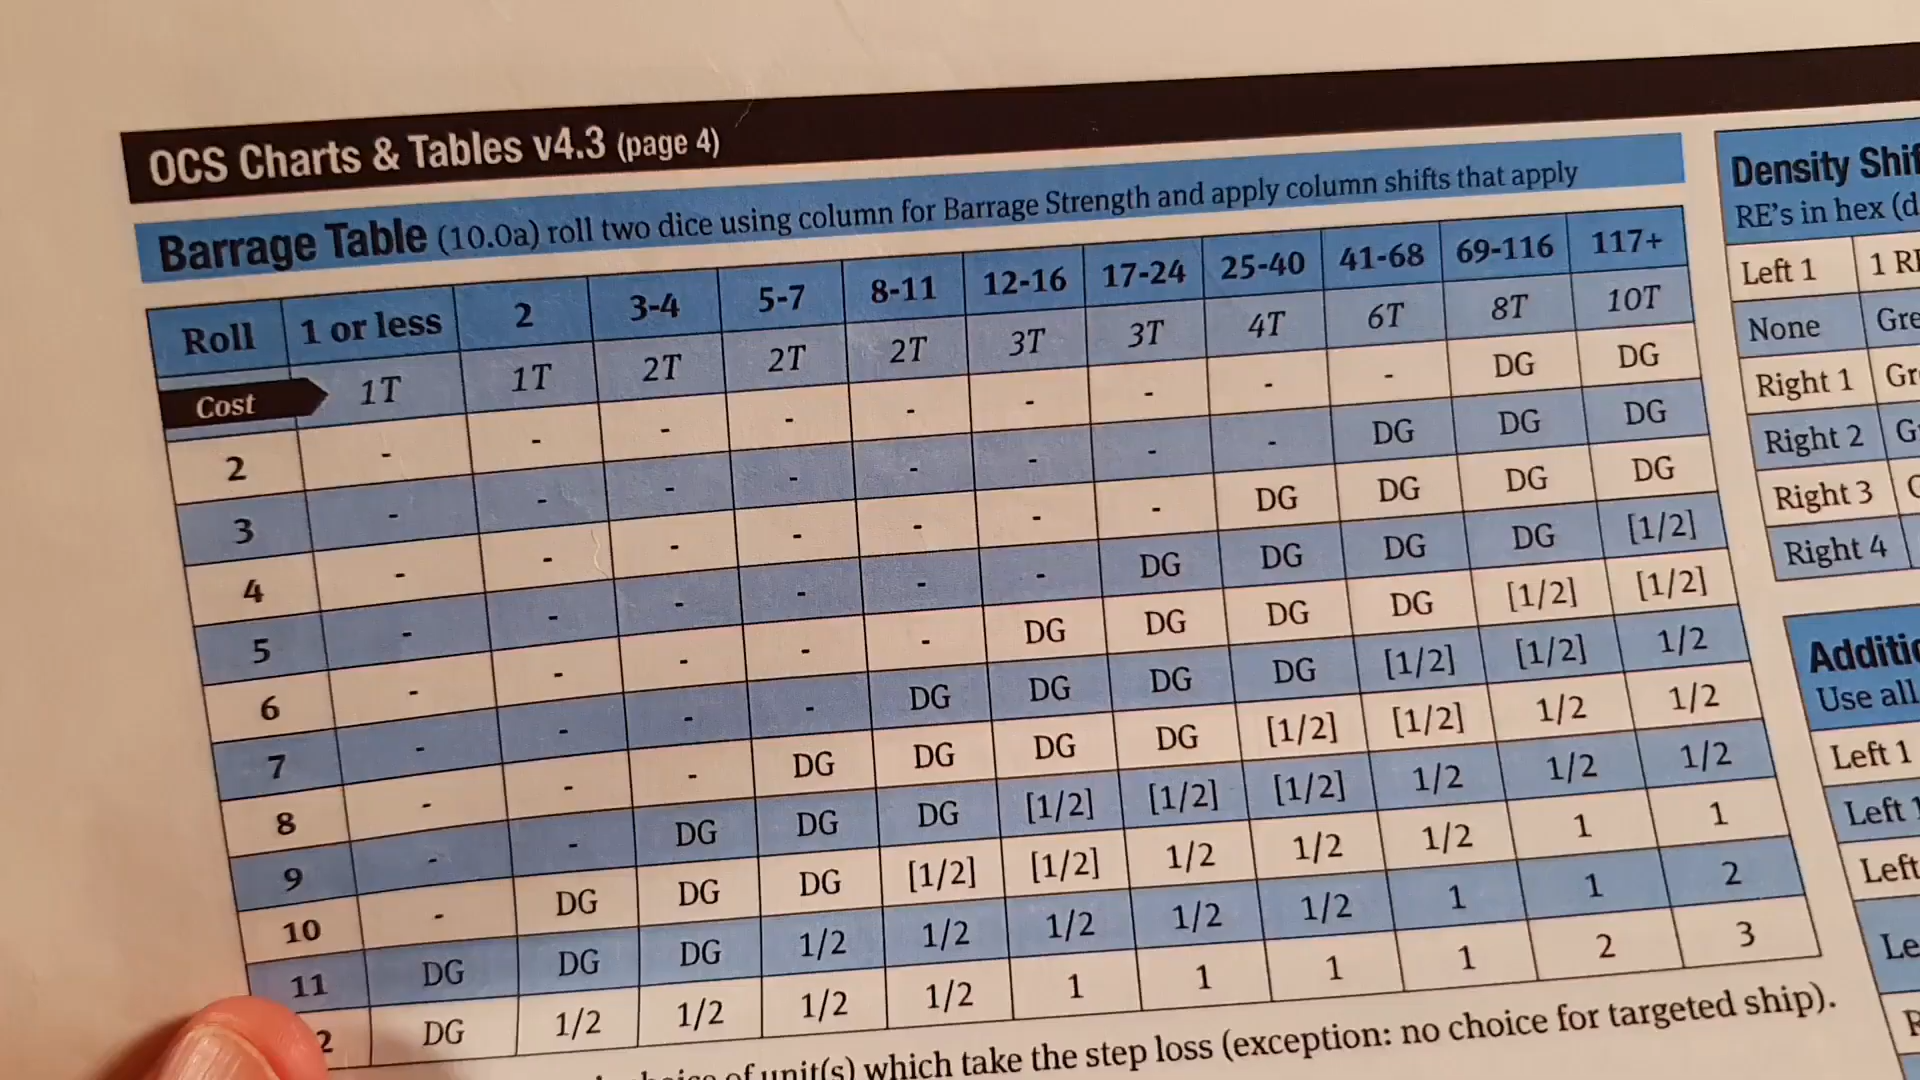 OCS Charts & Tables v4.3 (page 4)
Barrage Table (10.0a) roll two dice using column for Barrage Strength and apply column shifts that apply
Roll 1 or less 2 3-4 5-7 8-11 12-16 17-24 25-40 41-68 69-116 117+
Cost 1T 1T 2T 2T 2T 3T 3T 4T 6T 8T 10T
2 - - - - - - - - - DG DG
3 - - - - - - - - DG DG DG
4 - - - - - - - DG DG DG DG
5 - - - - - - DG DG DG DG [1/2]
6 - - - - - DG DG DG DG [1/2] [1/2]
7 - - - - DG DG DG DG [1/2] [1/2] 1/2
8 - - - DG DG DG DG [1/2] [1/2] 1/2 1/2
9 - - DG DG DG [1/2] [1/2] [1/2] 1/2 1/2 1/2
10 - DG DG DG [1/2] [1/2] 1/2 1/2 1/2 1 1
11 DG DG DG 1/2 1/2 1/2 1/2 1/2 1 1 2
2 DG 1/2 1/2 1/2 1/2 1 1 1 1 2 3
of unit(s) which take the step loss (exception: no choice for targeted ship).
Density
RE's in hex
Left 1 1
None
Right 1
Right 2
Right 3
Right 4
Use all
Left 1
Left
Left